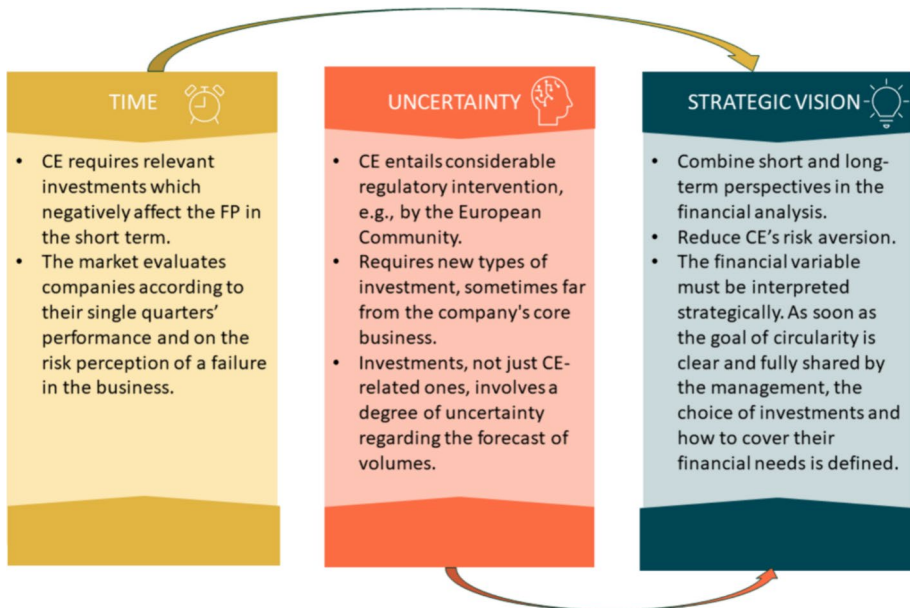 TIME
• CE requires relevant
investments which
negatively affect the FP in
the short term.
• The market evaluates
companies according to
their single quarters'
performance and on the
risk perception of a failure
in the business.
UNCERTAINTY
• CE entails considerable
regulatory intervention,
e.g., by the European
Community.
• Requires new types of
investment, sometimes far
from the company's core
business.
• Investments, not just CE-
related ones, involves a
degree of uncertainty
regarding the forecast of
volumes.
STRATEGIC VISION
• Combine short and long-
term perspectives in the
financial analysis.
• Reduce CE's risk aversion.
• The financial variable
must be interpreted
strategically. As soon as
the goal of circularity is
clear and fully shared by
the management, the
choice of investments and
how to cover their
financial needs is defined.